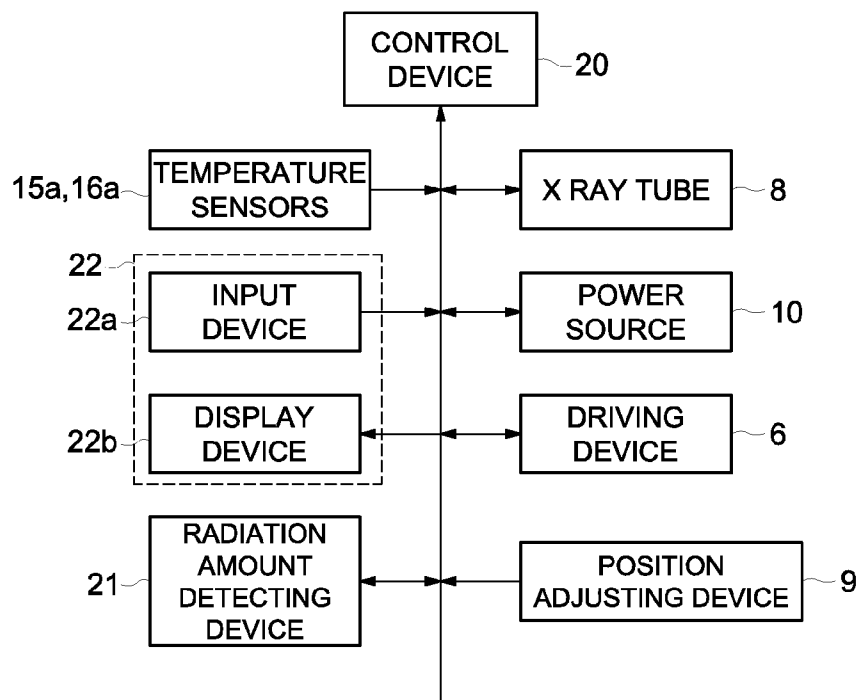 CONTROL
DEVICE
20
TEMPERATURE
SENSORS
15a,16a
X RAY TUBE
8
22
INPUT
DEVICE
22a
POWER
SOURCE
10
DISPLAY
DEVICE
22b
DRIVING
DEVICE
6
RADIATION
AMOUNT
DETECTING
DEVICE
21
POSITION
ADJUSTING DEVICE
9